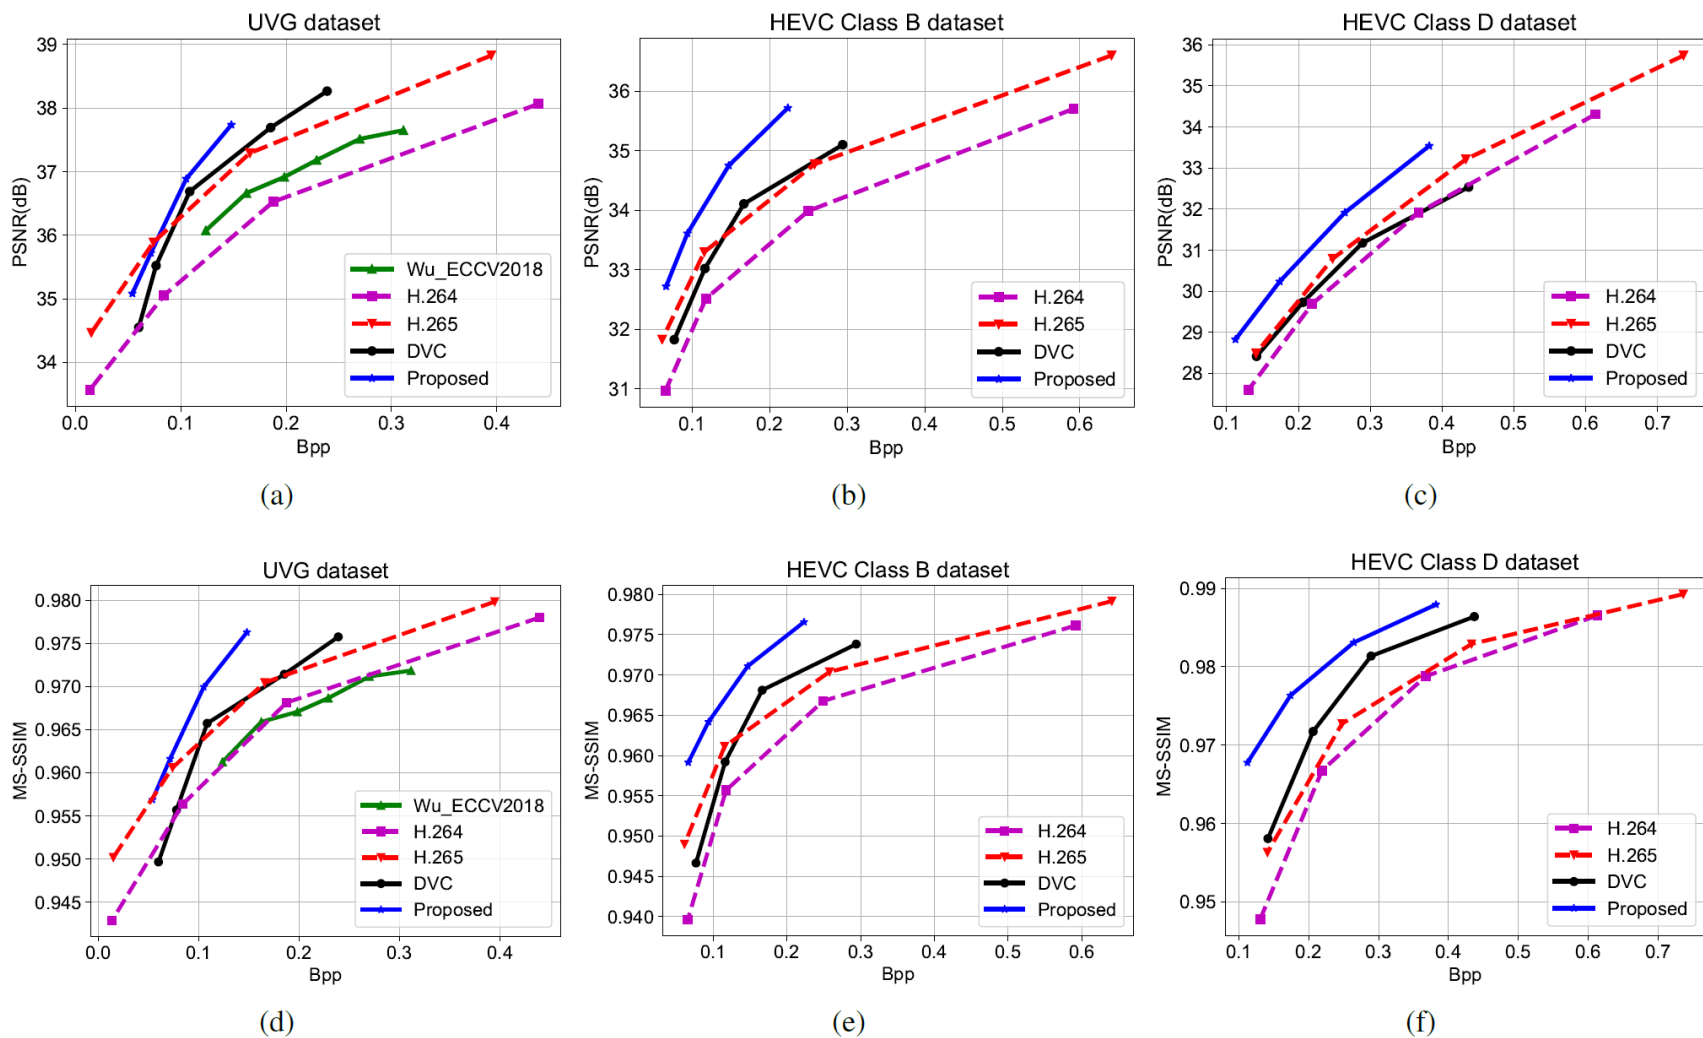 UVG dataset
39
38
37
36
35
34
PSNR(dB)
0.0 0.1 0.2 0.3 0.4
Bpp
Wu_ECCV2018
H.264
H.265
DVC
Proposed
(a)
HEVC Class B dataset
36
35
34
33
32
31
PSNR(dB)
0.1 0.2 0.3 0.4 0.5 0.6
Bpp
H.264
H.265
DVC
Proposed
(b)
HEVC Class D dataset
36
35
34
33
32
31
30
29
28
PSNR(dB)
0.1 0.2 0.3 0.4 0.5 0.6 0.7
Bpp
H.264
H.265
DVC
Proposed
(c)
UVG dataset
0.980
0.975
0.970
0.965
0.960
0.955
0.950
0.945
MS-SSIM
0.0 0.1 0.2 0.3 0.4
Bpp
Wu_ECCV2018
H.264
H.265
DVC
Proposed
(d)
HEVC Class B dataset
0.980
0.975
0.970
0.965
0.960
0.955
0.950
0.945
0.940
MS-SSIM
0.1 0.2 0.3 0.4 0.5 0.6
Bpp
H.264
H.265
DVC
Proposed
(e)
HEVC Class D dataset
0.99
0.98
0.97
0.96
0.95
MS-SSIM
0.1 0.2 0.3 0.4 0.5 0.6 0.7
Bpp
H.264
H.265
DVC
Proposed
(f)